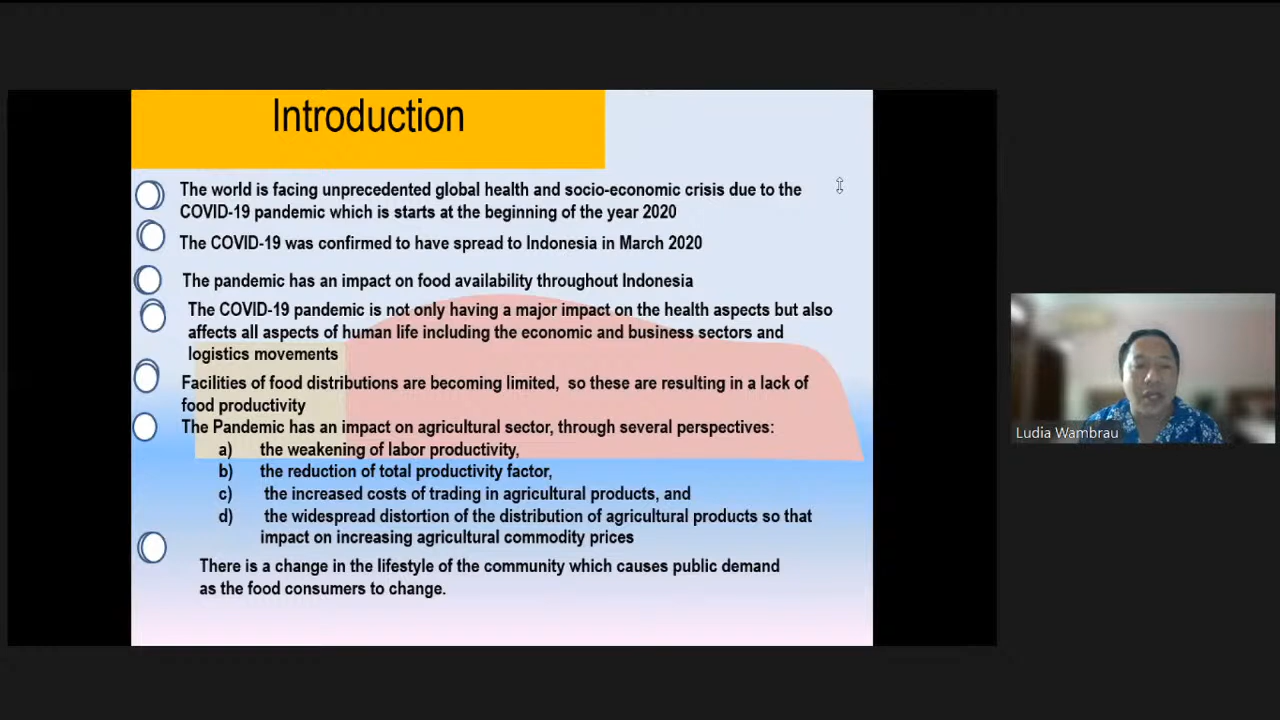 Introduction
The world is facing unprecedented global health and socio-economic crisis due to the
COVID-19 pandemic which is starts at the beginning of the year 2020
The COVID-19 was confirmed to have spread to Indonesia in March 2020
The pandemic has an impact on food availability throughout Indonesia
The COVID-19 pandemic is not only having a major impact on the health aspects but also
affects all aspects of human life including the economic and business sectors and
logistics movements
Facilities of food distributions are becoming limited, so these are resulting in a lack of
food productivity
The Pandemic has an impact on agricultural sector, through several perspectives:
a) the weakening of labor productivity,
b) the reduction of total productivity factor,
c) the increased costs of trading in agricultural products, and
d) the widespread distortion of the distribution of agricultural products so that
impact on increasing agricultural commodity prices
There is a change in the lifestyle of the community which causes public demand
as the food consumers to change.
Ludia Wambrau